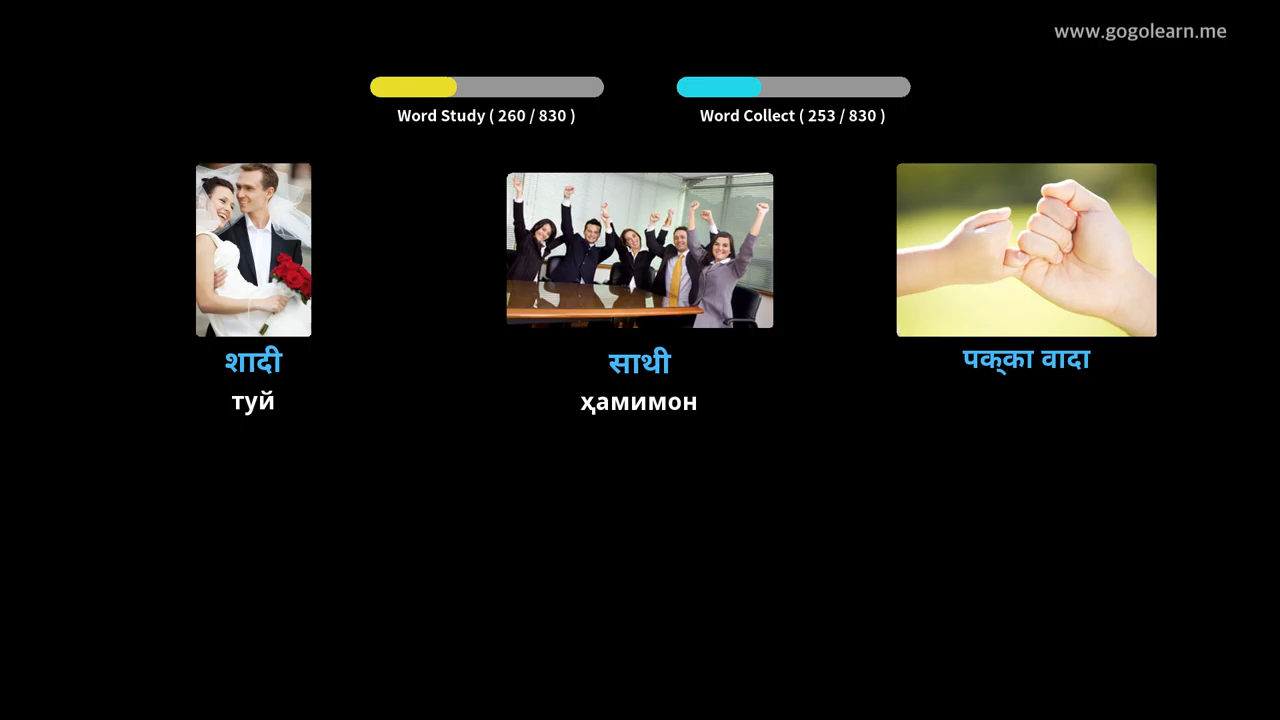 www.gogolearn.me
Word Study ( 260 / 830 )
Word Collect ( 253 / 830 )
शादी
туй
साथी
ҳамимон
पक्का वादा